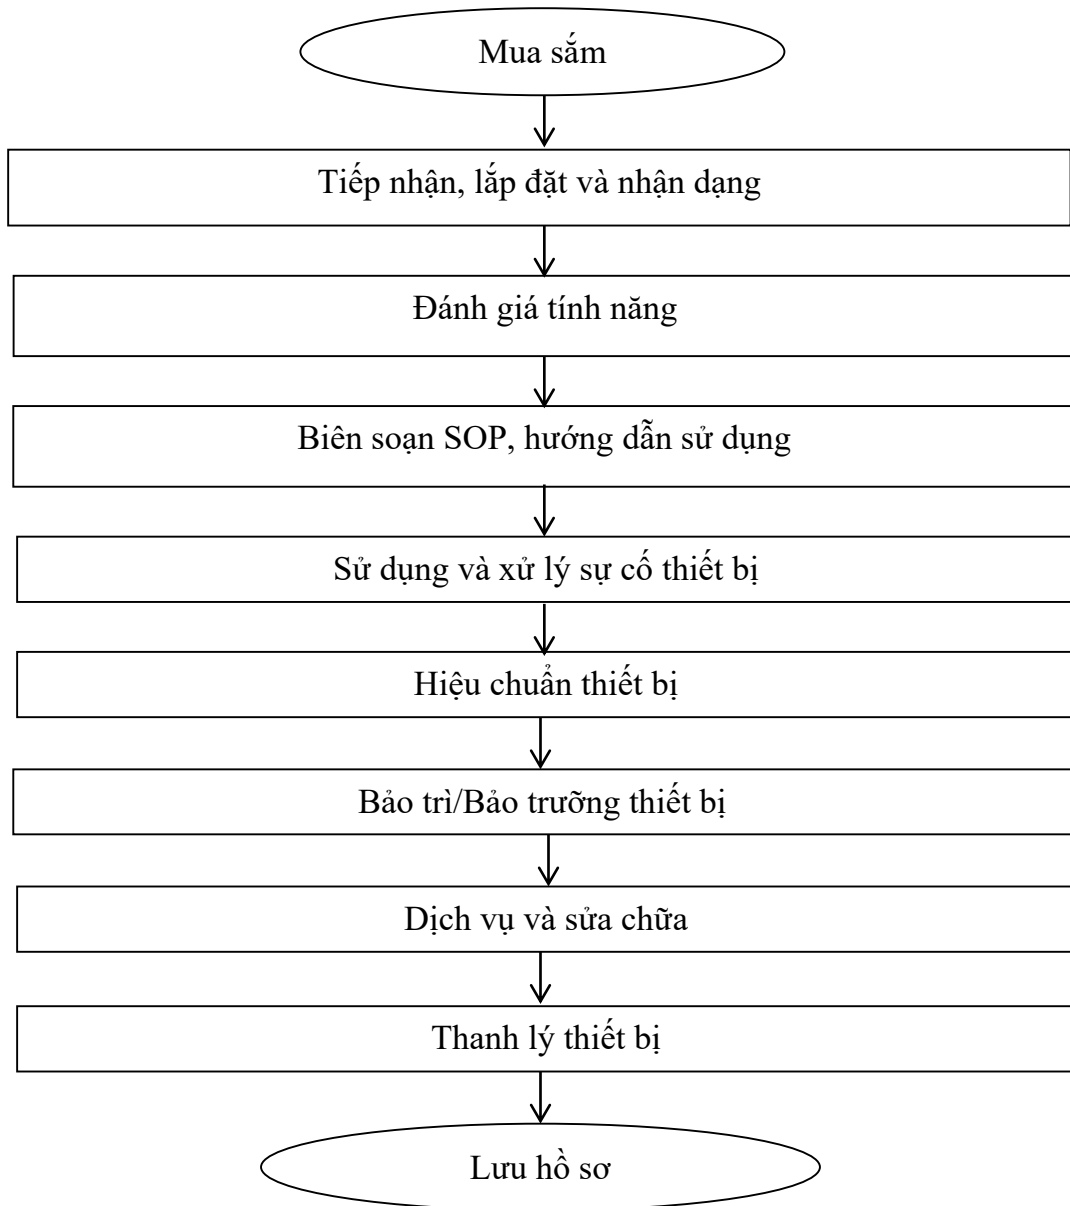 Mua sắm
Tiếp nhận, lắp đặt và nhận dạng
Đánh giá tính năng
Biên soạn SOP, hướng dẫn sử dụng
Sử dụng và xử lý sự cố thiết bị
Hiệu chuẩn thiết bị
Bảo trì/Bảo trưỡng thiết bị
Dịch vụ và sửa chữa
Thanh lý thiết bị
Lưu hồ sơ